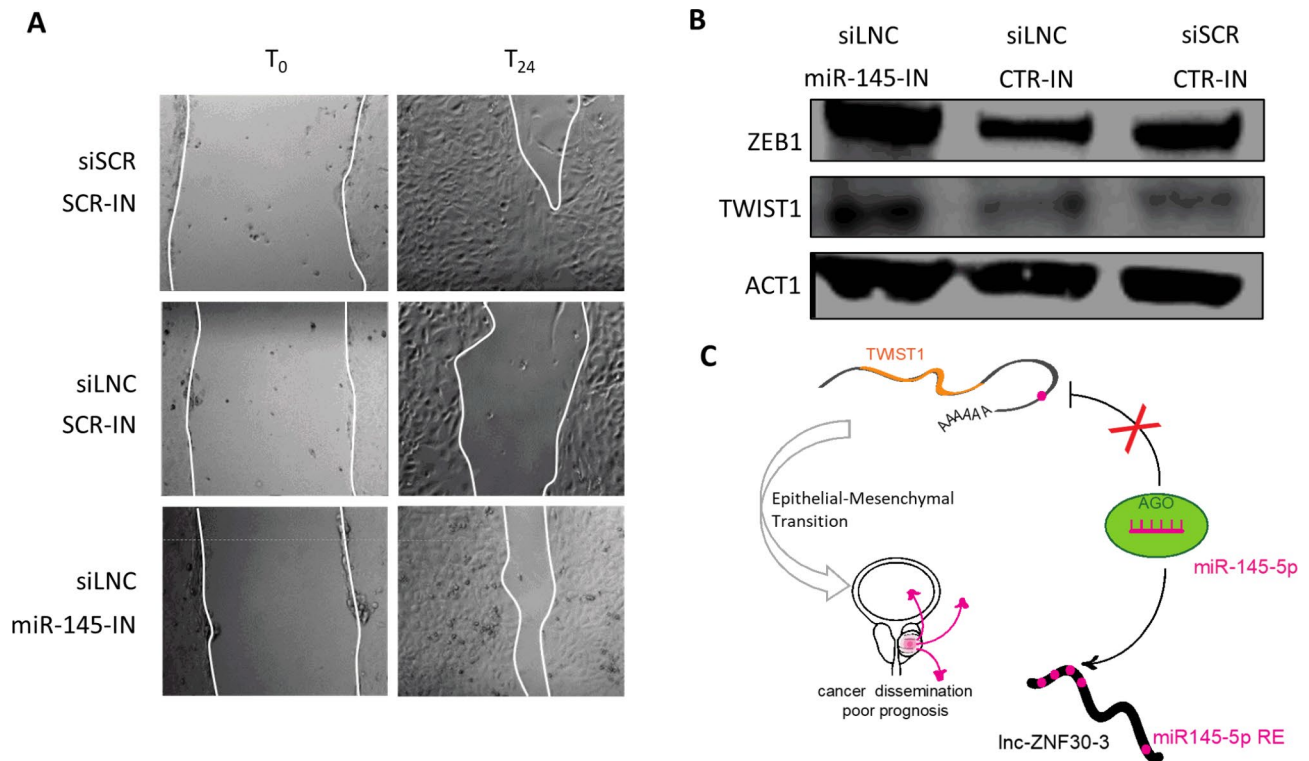 A
T0
T24
siSCR
SCR-IN
siLNC
SCR-IN
siLNC
miR-145-IN
B
siLNC
miR-145-IN
siLNC
CTR-IN
siSCR
CTR-IN
ZEB1
TWIST1
ACT1
C
TWIST1
AAAAAA
Epithelial-Mesenchymal
Transition
AGO
miR-145-5p
cancer dissemination
poor prognosis
lnc-ZNF30-3
miR145-5p RE